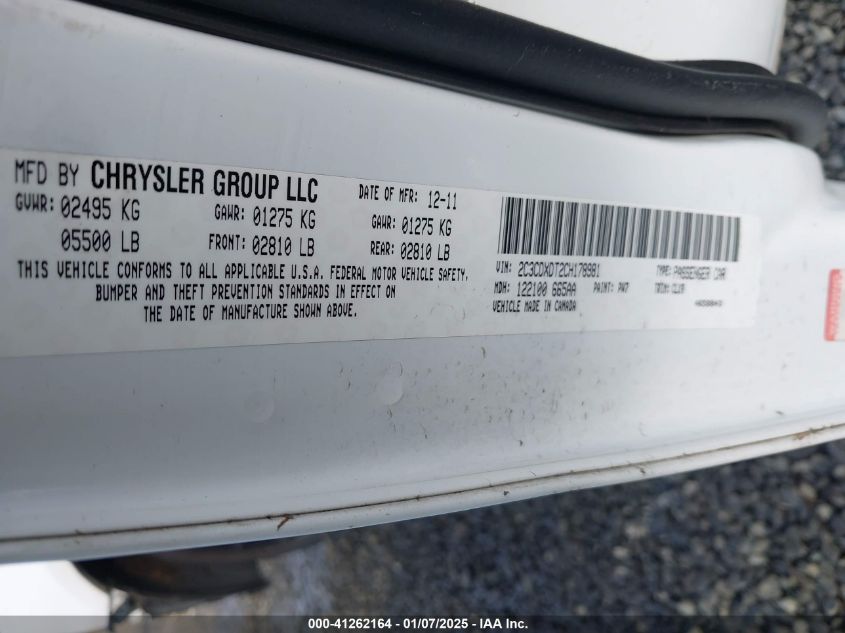 MFD BY CHRYSLER GROUP LLC DATE OF MFR: 12-11
GVWR: 02495 KG GAWR: 01275 KG GAWR: 01275 KG
05500 LB FRONT: 02810 LB REAR: 02810 LB
THIS VEHICLE CONFORMS TO ALL APPLICABLE U.S.A. FEDERAL MOTOR VEHICLE SAFETY,
BUMPER AND THEFT PREVENTION STANDARDS IN EFFECT ON
THE DATE OF MANUFACTURE SHOWN ABOVE.
VIN: 2C3CDXDT2CH178981 TYPE: PASSENGER CAR
MDH: 122100 665AA PAINT: PW7 TRIM: CLX9
VEHICLE MADE IN CANADA
000-41262164 - 01/07/2025 - IAA Inc.